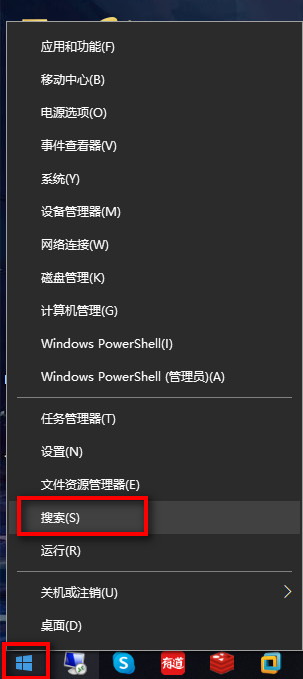 应用和功能(F)
移动中心(B)
电源选项(O)
事件查看器(V)
系统(Y)
设备管理器(M)
网络连接(W)
磁盘管理(K)
计算机管理(G)
Windows PowerShell(I)
Windows PowerShell (管理员)(A)
任务管理器(T)
设置(N)
文件资源管理器(E)
搜索(S)
运行(R)
关机或注销(U)
桌面(D)
有道